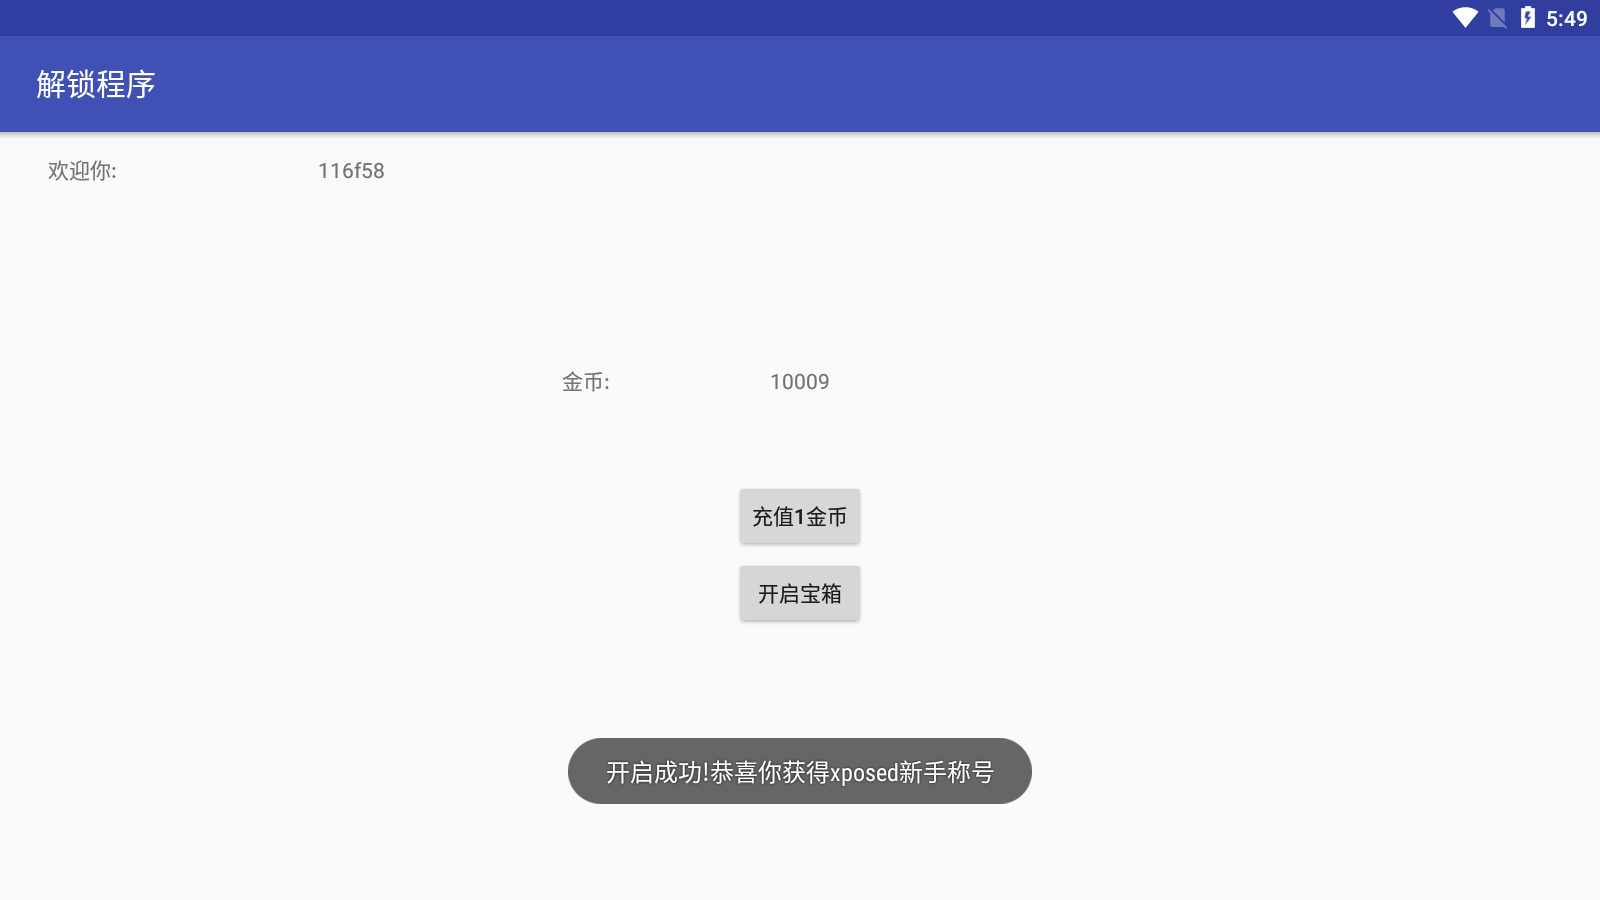 5:49
解锁程序
欢迎你: 116f58
金币: 10009
充值1金币
开启宝箱
开启成功!恭喜你获得xposed新手称号